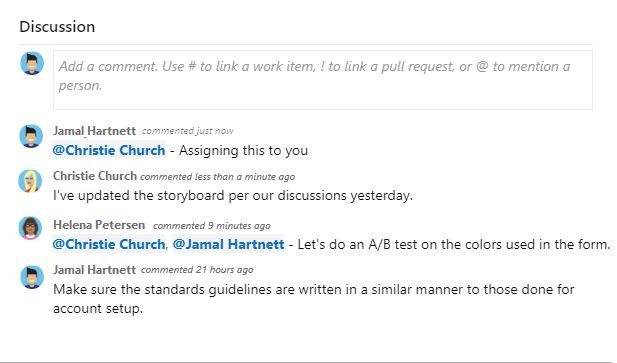 Discussion
Add a comment. Use # to link a work item, ! to link a pull request, or @ to mention a
person.
Jamal Hartnett commented just now
@Christie Church - Assigning this to you
Christie Church commented less than a minute ago
I've updated the storyboard per our discussions yesterday.
Helena Petersen commented 9 minutes ago
@Christie Church, @Jamal Hartnett - Let's do an A/B test on the colors used in the form.
Jamal Hartnett commented 21 hours ago
Make sure the standards guidelines are written in a similar manner to those done for
account setup.